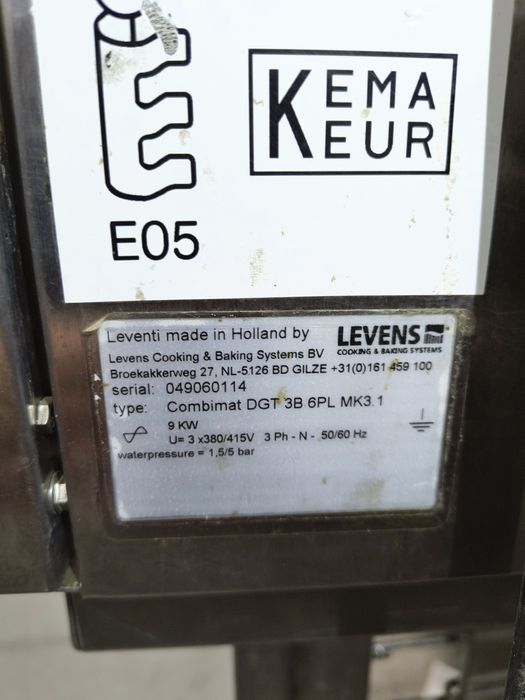 KEMA
KEUR
E05
Leventi made in Holland by
LEVENS
COOKING & BAKING SYSTEMS
Levens Cooking & Baking Systems BV
Broekakkerweg 27, NL-5126 BD GILZE +31(0)161 459 100
serial: 049060114
type: Combimat DGT 3B 6PL MK3.1
9 KW
U= 3 x380/415V 3 Ph - N - 50/60 Hz
waterpressure = 1,5/5 bar